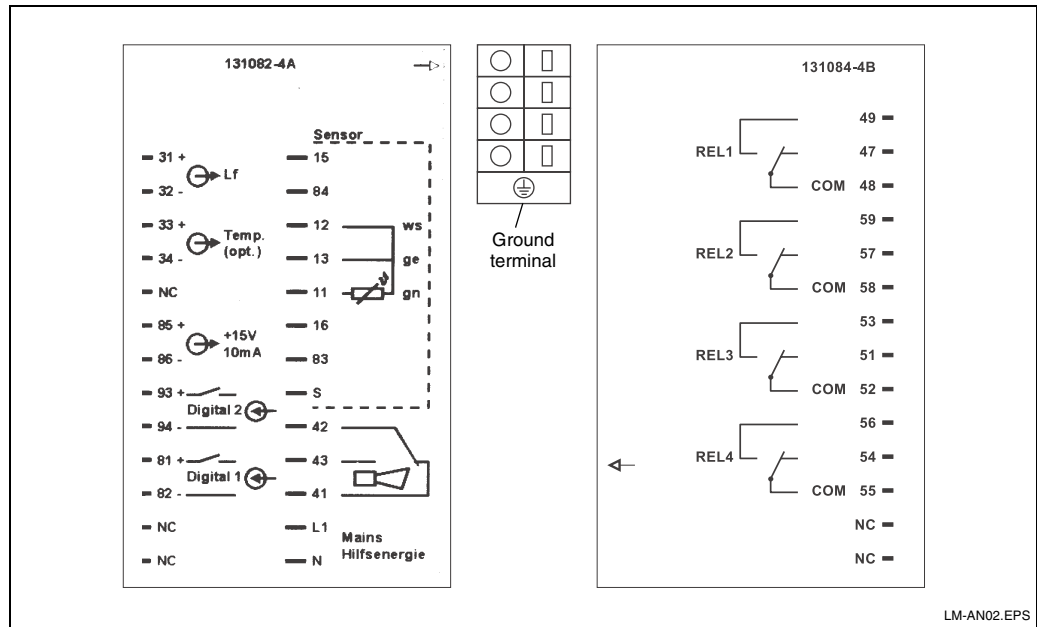 131082-4A
Sensor
31 +
Lf
32 -
33 +
Temp.
(opt.)
34 -
NC
85 +
+15V
10mA
86 -
93 +
Digital 2
94 -
81 +
Digital 1
82 -
NC
NC
15
84
12 ws
13 ge
11 gn
16
83
S
42
43
41
L1
Mains
Hilfsenergie
N
Ground
terminal
131084-4B
49
REL1 47
COM 48
59
REL2 57
COM 58
53
REL3 51
COM 52
56
REL4 54
COM 55
NC
NC
LM-AN02.EPS